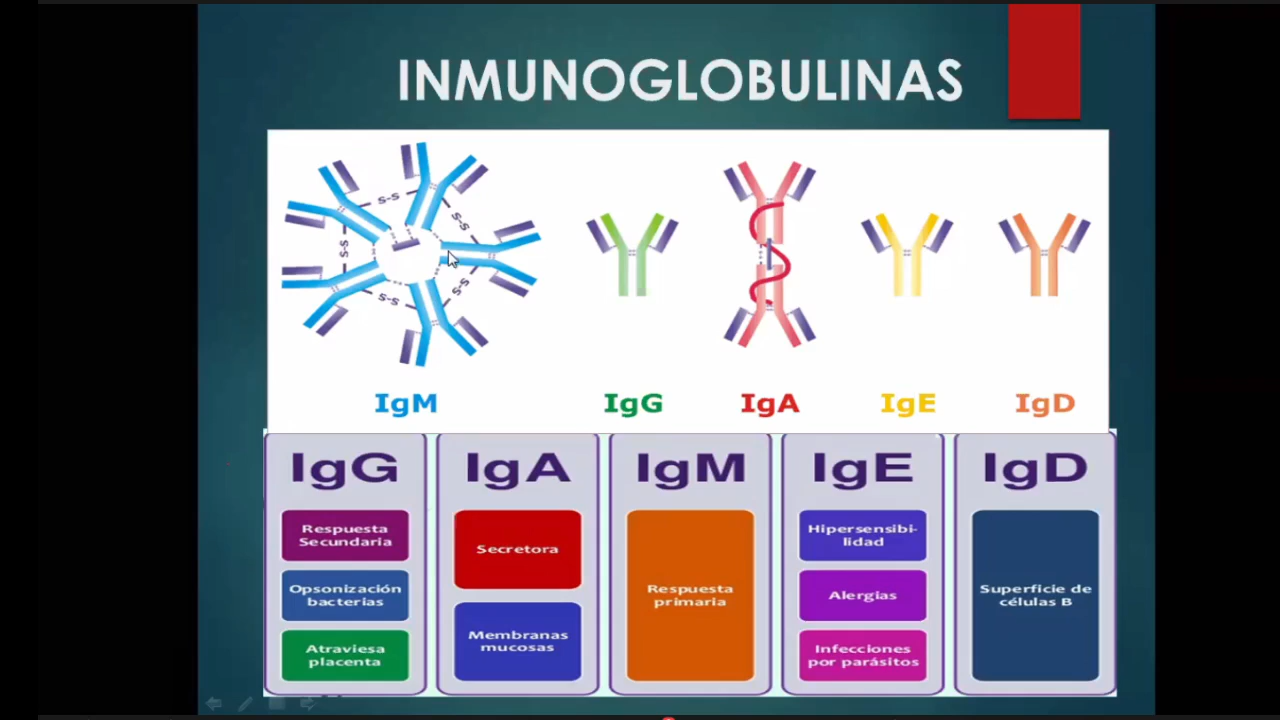 INMUNOGLOBULINAS
s-s
s-s
s-s
s-s
s-s
IgM
IgG
IgA
IgE
IgD
IgG
Respuesta
Secundaria
Opsonización
bacterias
Atraviesa
placenta
IgA
Secretora
Membranas
mucosas
IgM
Respuesta
primaria
IgE
Hipersensibi-
lidad
Alergias
Infecciones
por parásitos
IgD
Superficie de
células B